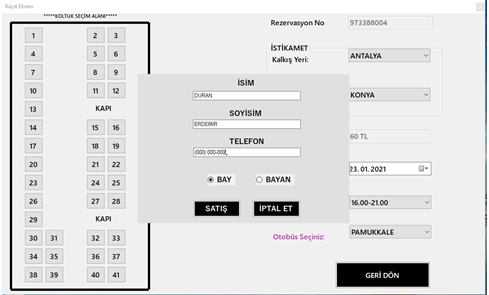 Kayıt Ekranı
*****KOLTUK SEÇİM ALANI*****
1 2 3
4 5 6
7 8 9
10 11 12
13 KAPI
14 15 16
17 18 19
20 21 22
23 24 25
26 27 28
29 KAPI
30 31 32 33
34 35 36 37
38 39 40 41
İSİM
DURAN
SOYİSİM
ERDEMİR
TELEFON
(000) 000-000_
BAY BAYAN
SATIŞ İPTAL ET
Rezervasyon No 973388004
İSTİKAMET
Kalkış Yeri: ANTALYA
KONYA
60 TL
23. 01. 2021
16.00-21.00
Otobüs Seçiniz: PAMUKKALE
GERİ DÖN